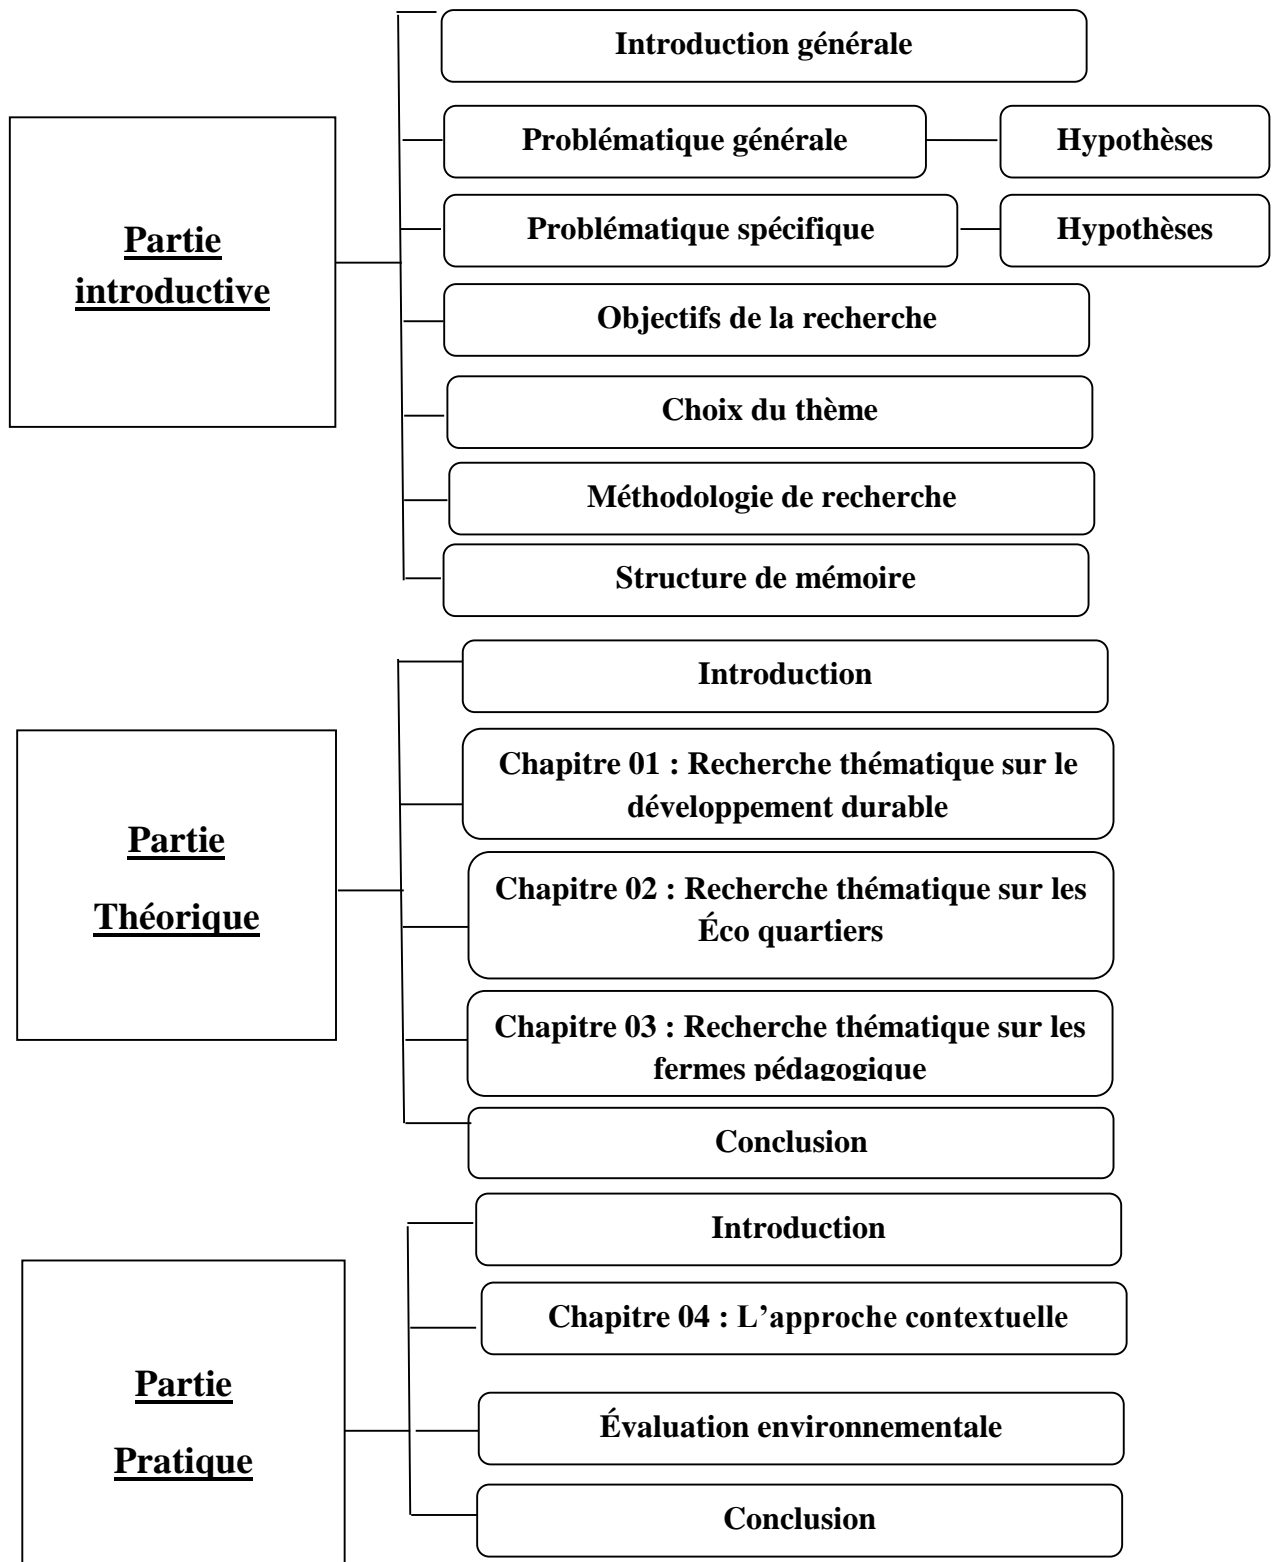 Partie
introductive
Introduction générale
Problématique générale
Hypothèses
Problématique spécifique
Hypothèses
Objectifs de la recherche
Choix du thème
Méthodologie de recherche
Structure de mémoire
Partie
Théorique
Introduction
Chapitre 01 : Recherche thématique sur le
développement durable
Chapitre 02 : Recherche thématique sur les
Éco quartiers
Chapitre 03 : Recherche thématique sur les
fermes pédagogique
Conclusion
Partie
Pratique
Introduction
Chapitre 04 : L’approche contextuelle
Évaluation environnementale
Conclusion